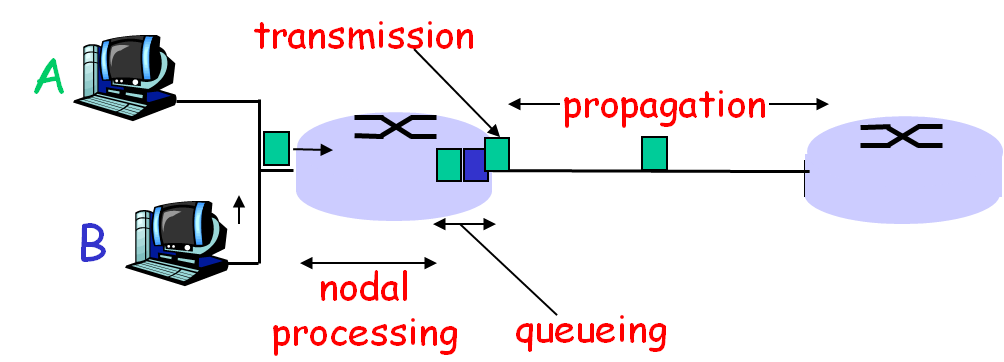 transmission
A
propagation
B
nodal
processing
queueing